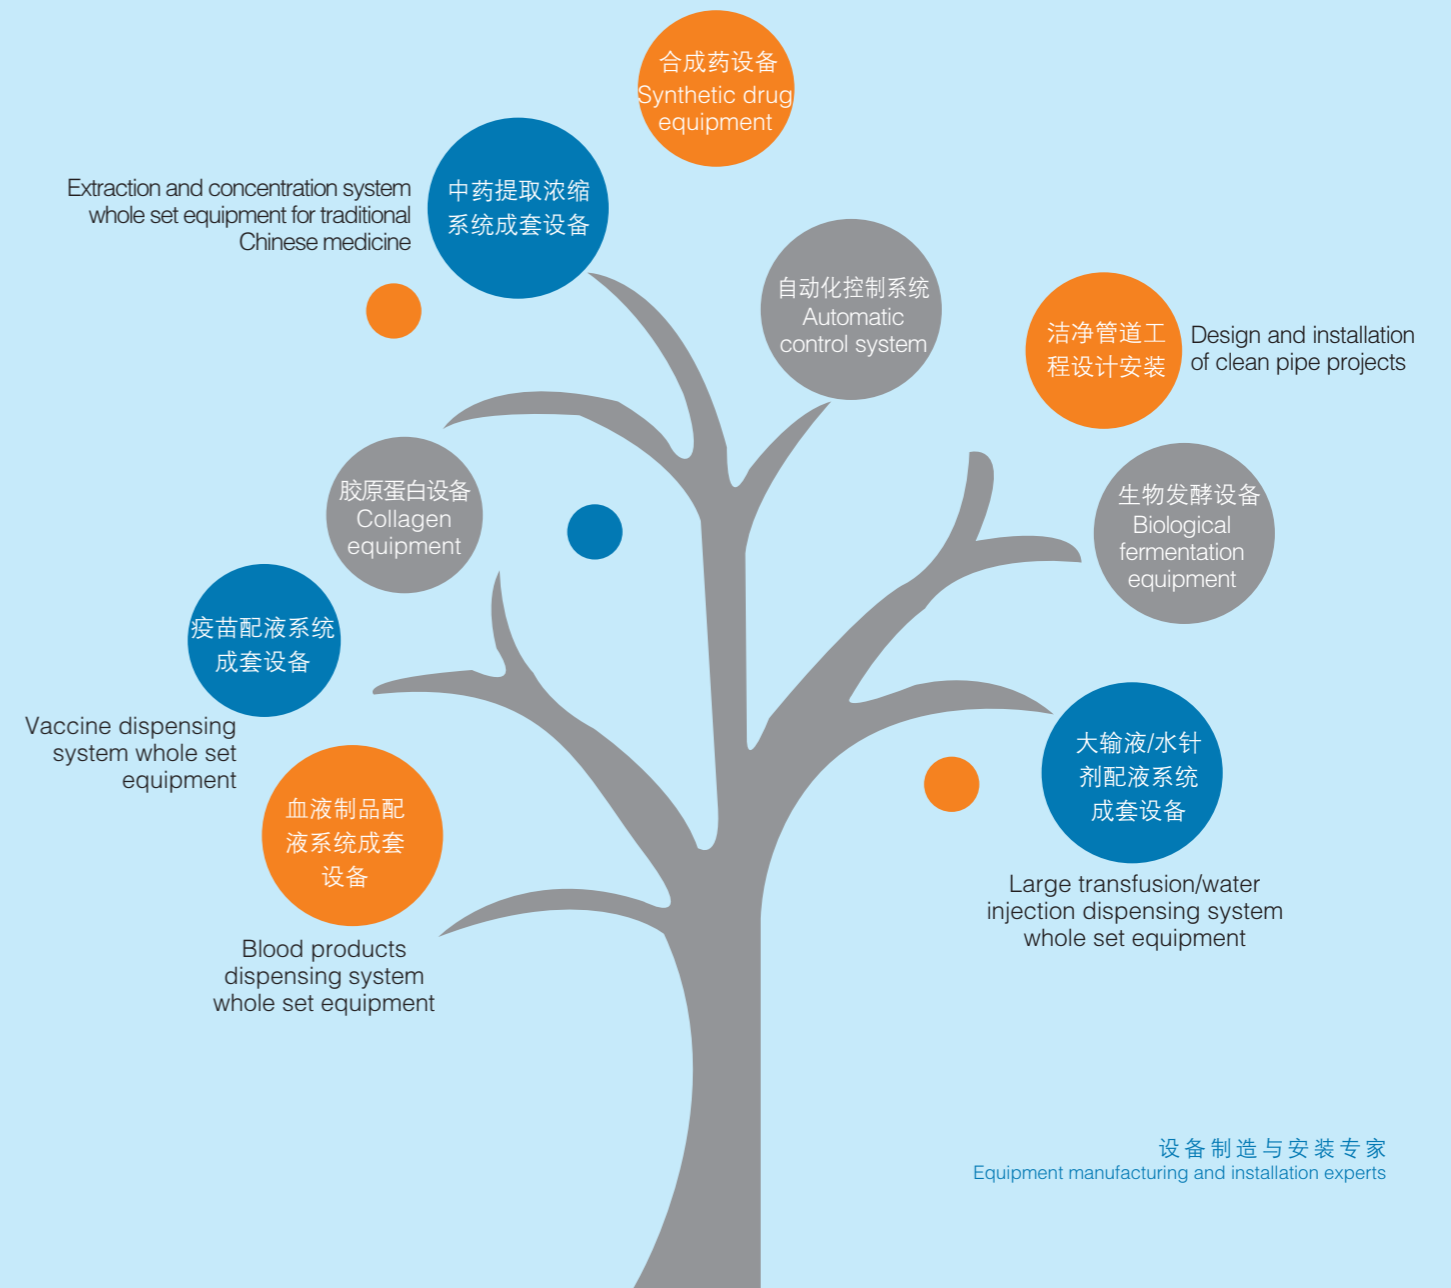 合成药设备
Synthetic drug
equipment
Extraction and concentration system
whole set equipment for traditional
Chinese medicine
中药提取浓缩
系统成套设备
自动化控制系统
Automatic
control system
洁净管道工
程设计安装
Design and installation
of clean pipe projects
胶原蛋白设备
Collagen
equipment
生物发酵设备
Biological
fermentation
equipment
疫苗配液系统
成套设备
Vaccine dispensing
system whole set
equipment
大输液/水针
剂配液系统
成套设备
Large transfusion/water
injection dispensing system
whole set equipment
血液制品配
液系统成套
设备
Blood products
dispensing system
whole set equipment
设备制造与安装专家
Equipment manufacturing and installation experts